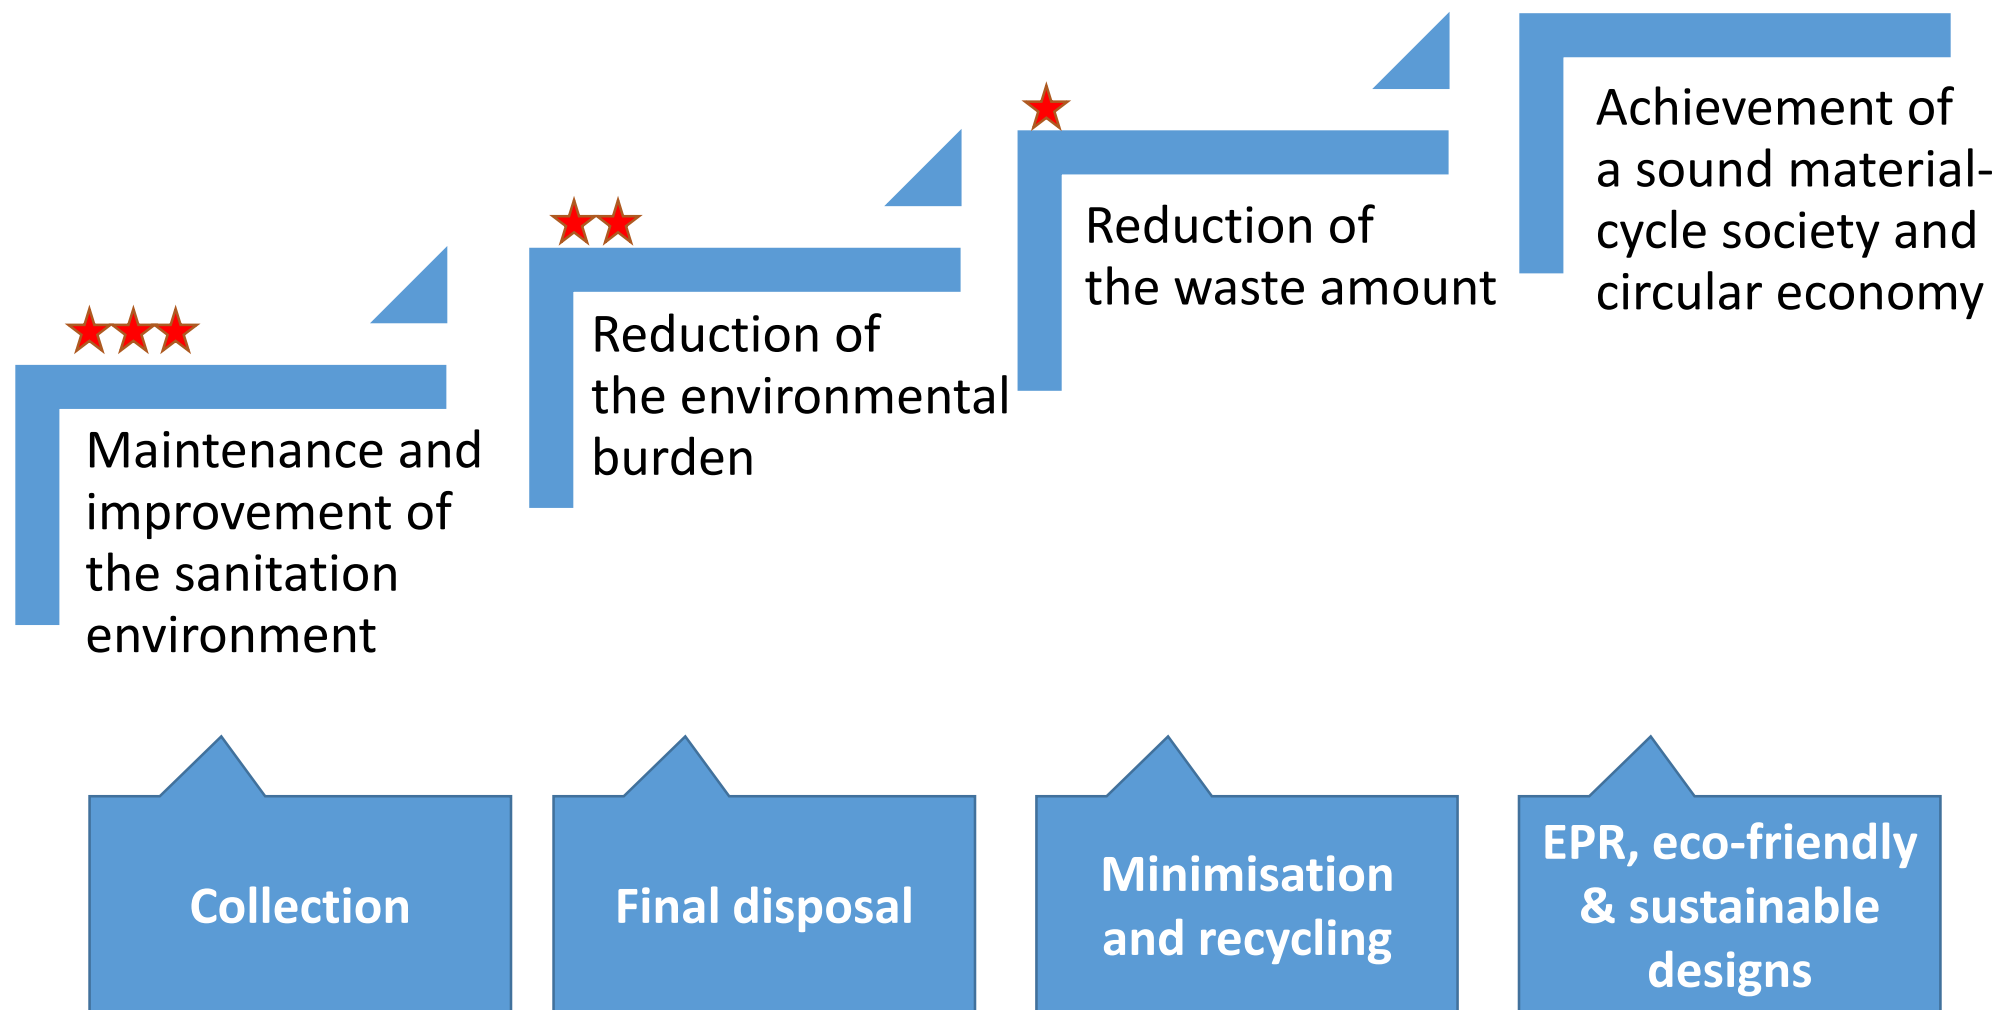 Maintenance and
improvement of
the sanitation
environment
Reduction of
the environmental
burden
Reduction of
the waste amount
Achievement of
a sound material-
cycle society and
circular economy
Collection
Final disposal
Minimisation
and recycling
EPR, eco-friendly
& sustainable
designs